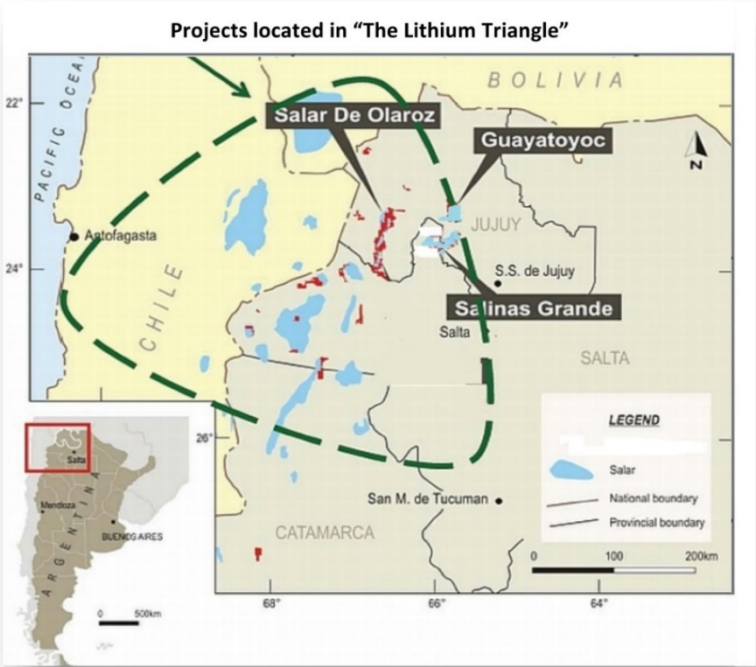 Projects located in “The Lithium Triangle”
PACIFIC OCEA
BOLIVIA
22°
Salar De Olaroz
Guayatoyoc
N
JUJUY
Antofagasta
24°
S.S. de Jujuy
CHILE
Salinas Grande
Salta
SALTA
LEGEND
26°
Salar
Salta
National boundary
San M. de Tucuman
Mendoza
Provincial boundary
CATAMARCA
BUENOS AIRES
ARGENTINA
0 100 200km
0 500km
68° 66° 64°